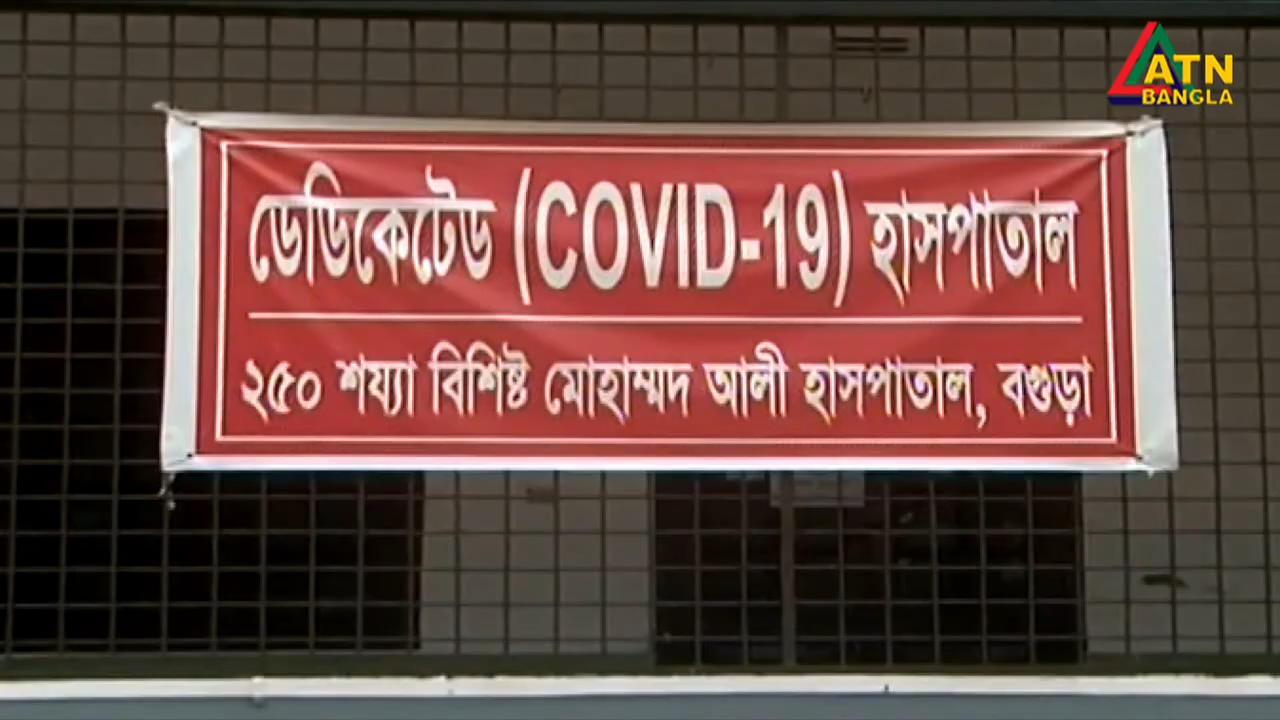 ATN
BANGLA
ডেডিকেটেড (COVID-19) হাসপাতাল
২৫০ শয্যা বিশিষ্ট মোহাম্মদ আলী হাসপাতাল, বগুড়া